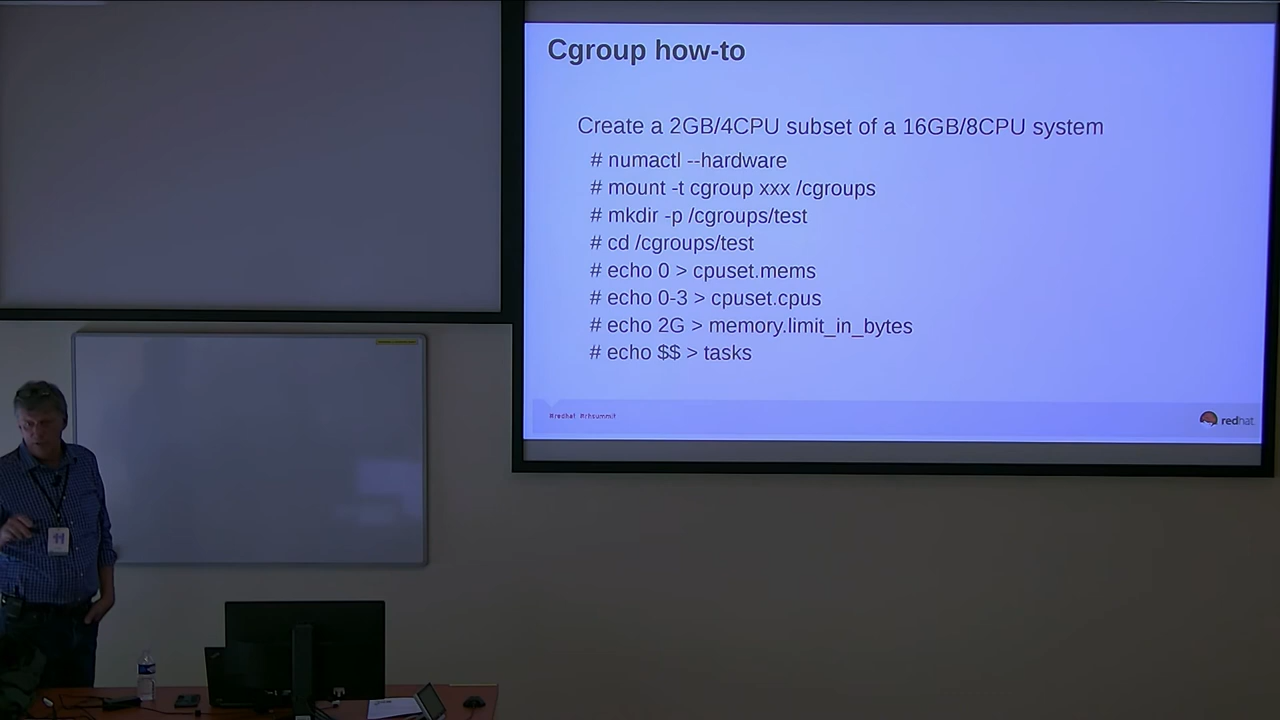 Cgroup how-to
Create a 2GB/4CPU subset of a 16GB/8CPU system
# numactl --hardware
# mount -t cgroup xxx /cgroups
# mkdir -p /cgroups/test
# cd /cgroups/test
# echo 0 > cpuset.mems
# echo 0-3 > cpuset.cpus
# echo 2G > memory.limit_in_bytes
# echo $$ > tasks
#redhat #rhsummit
redhat.